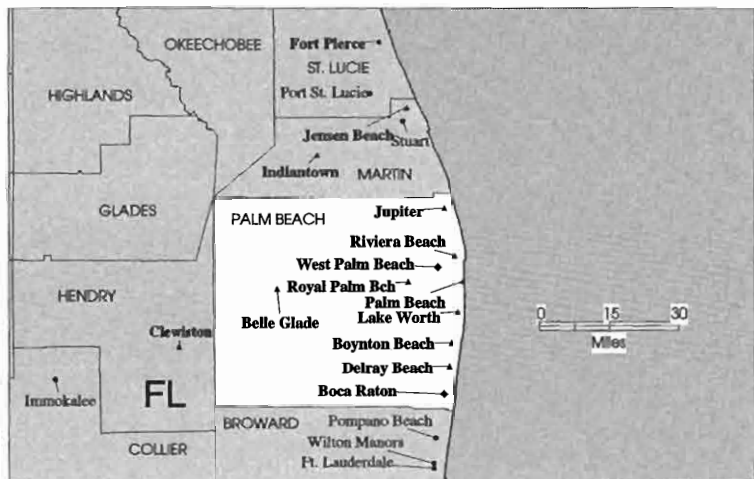 OKEECHOBEE
Fort Pierce
ST. LUCIE
HIGHLANDS
Port St. Lucie
Jensen Beach
Stuart
Indiantown
MARTIN
GLADES
PALM BEACH
Jupiter
Riviera Beach
West Palm Beach
HENDRY
Royal Palm Bch
Palm Beach
Belle Glade
Lake Worth
0 15 30
Miles
Clewiston
Boynton Beach
Delray Beach
Immokalee
FL
Boca Raton
BROWARD
Pompano Beach
COLLIER
Wilton Manors
Ft. Lauderdale